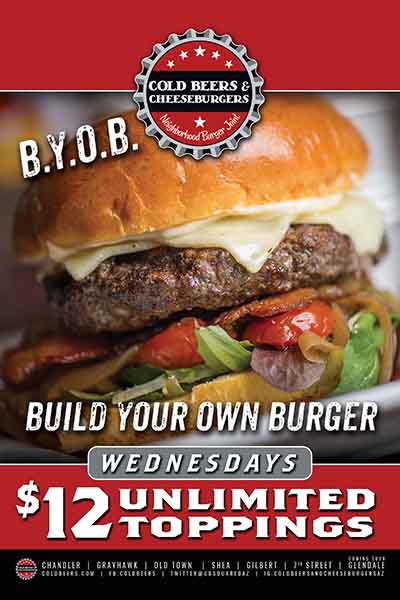 COLD BEERS &
CHEESEBURGERS
Neighborhood Burger Joint
B.Y.O.B.
BUILD YOUR OWN BURGER
WEDNESDAYS
$12 UNLIMITED
TOPPINGS
COMING SOON
CHANDLER | GRAYHAWK | OLD TOWN | SHEA | GILBERT | 7TH STREET | GLENDALE
COLDBEERS.COM | FB:COLDBEERS | TWITTER@CBSQUAREDAZ | IG:COLDBEERSANDCHEESEBURGERSAZ